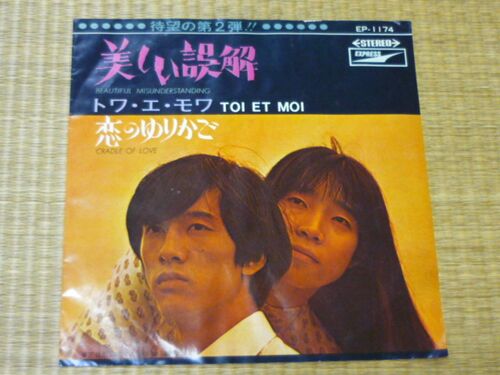 待望の第2弾!!
EP-1174
STEREO
EXPRESS
美しい誤解
BEAUTIFUL MISUNDERSTANDING
トワ・エ・モワ TOI ET MOI
恋のゆりかご
CRADLE OF LOVE